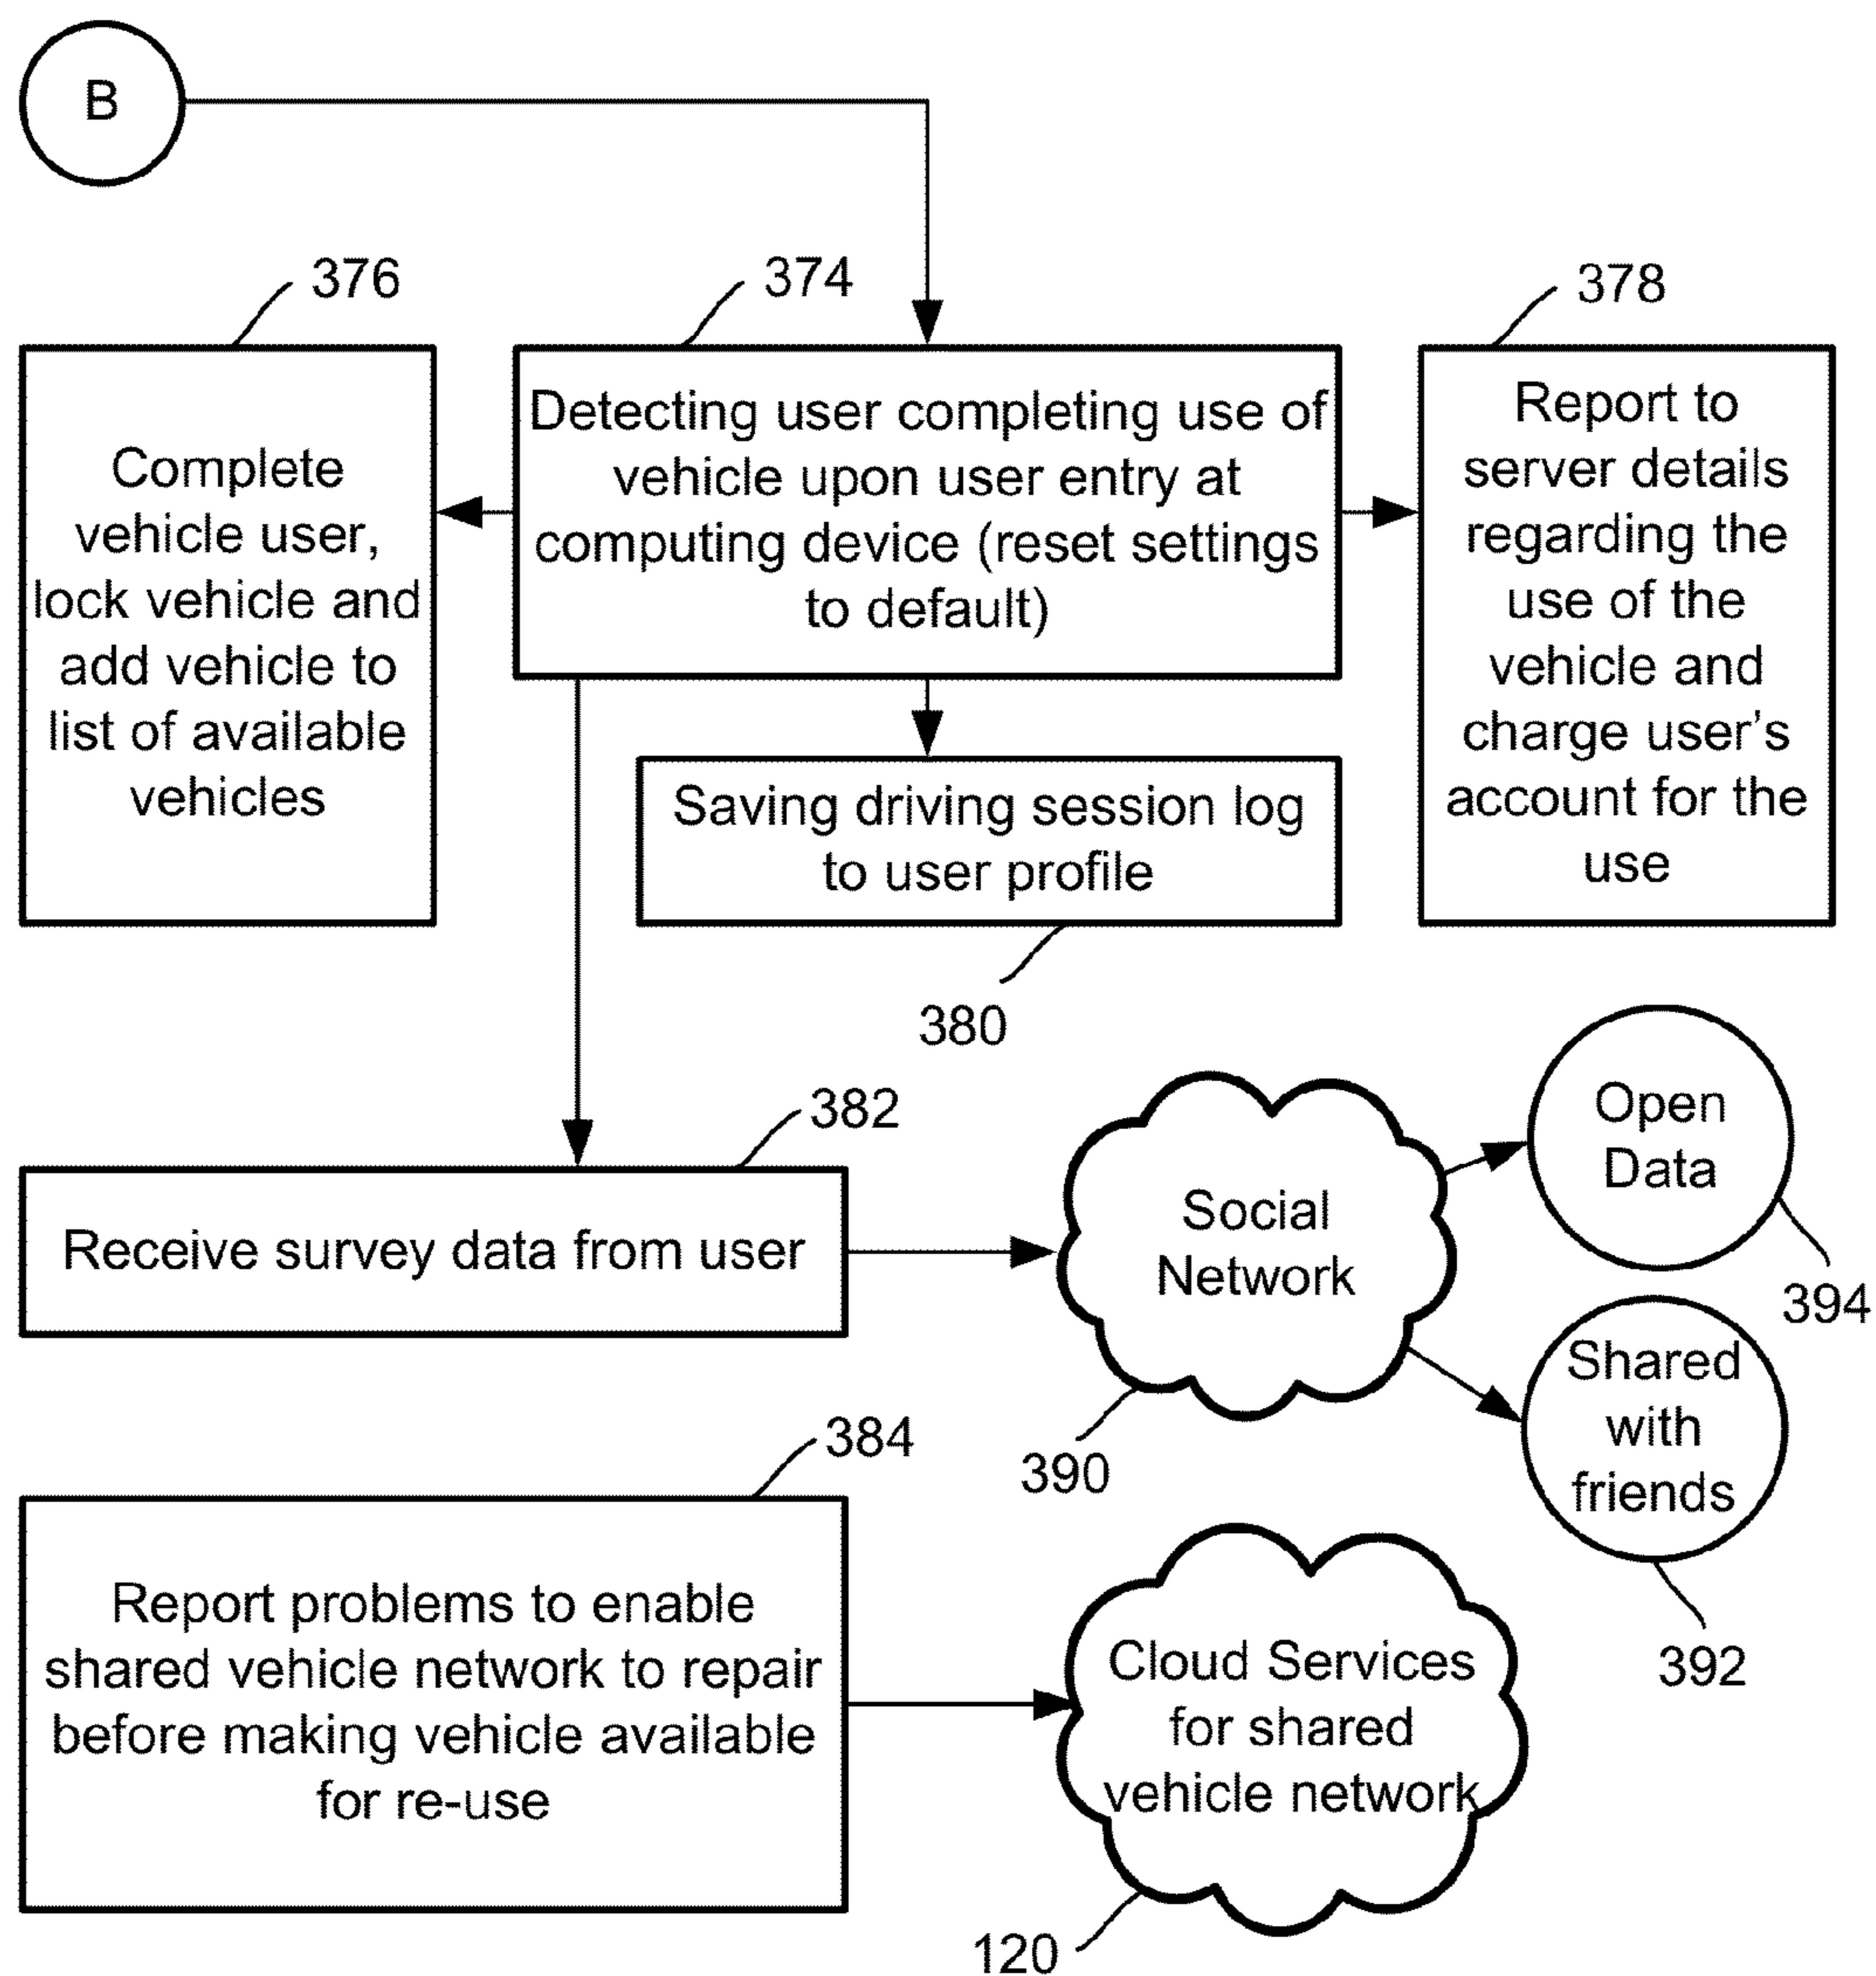 B
376
374
378
Complete
vehicle user,
lock vehicle and
add vehicle to
list of available
vehicles
Detecting user completing use of
vehicle upon user entry at
computing device (reset settings
to default)
Report to
server details
regarding the
use of the
vehicle and
charge user's
account for the
use
Saving driving session log
to user profile
380
382
Receive survey data from user
Social
Network
390
Open
Data
394
Shared
with
friends
392
384
Report problems to enable
shared vehicle network to repair
before making vehicle available
for re-use
Cloud Services
for shared
vehicle network
120